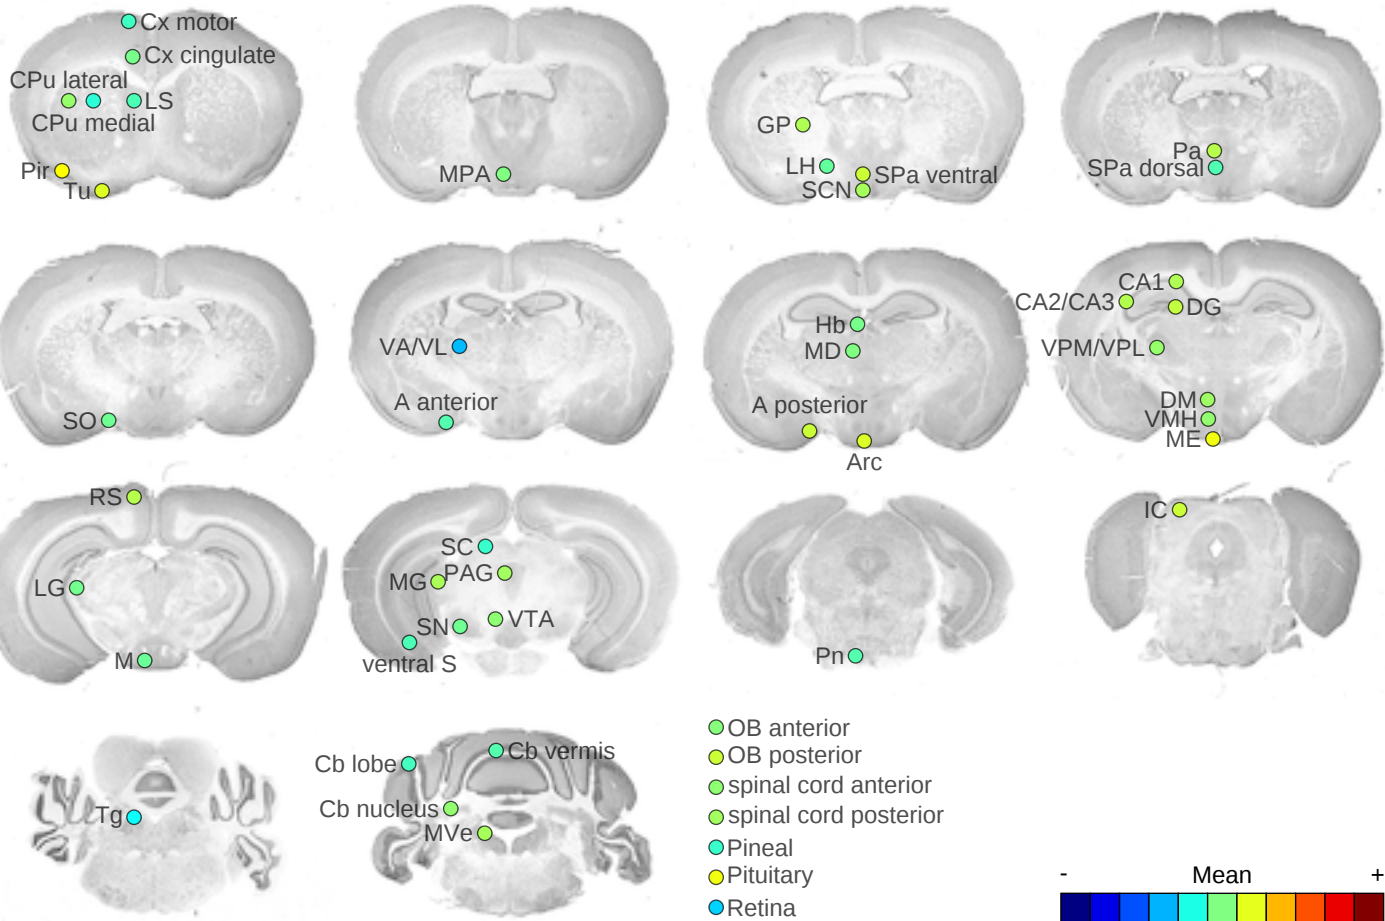 Cx motor
Cx cingulate
CPu lateral
LS
CPu medial
Pir
Tu
MPA
GP
LH
SPa ventral
SCN
Pa
SPa dorsal
SO
VA/VL
A anterior
Hb
MD
A posterior
Arc
CA1
CA2/CA3
DG
VPM/VPL
DM
VMH
ME
RS
LG
M
SC
MG
PAG
SN
VTA
ventral S
Pn
IC
Tg
Cb lobe
Cb vermis
Cb nucleus
MVe
OB anterior
OB posterior
spinal cord anterior
spinal cord posterior
Pineal
Pituitary
Retina
- Mean +